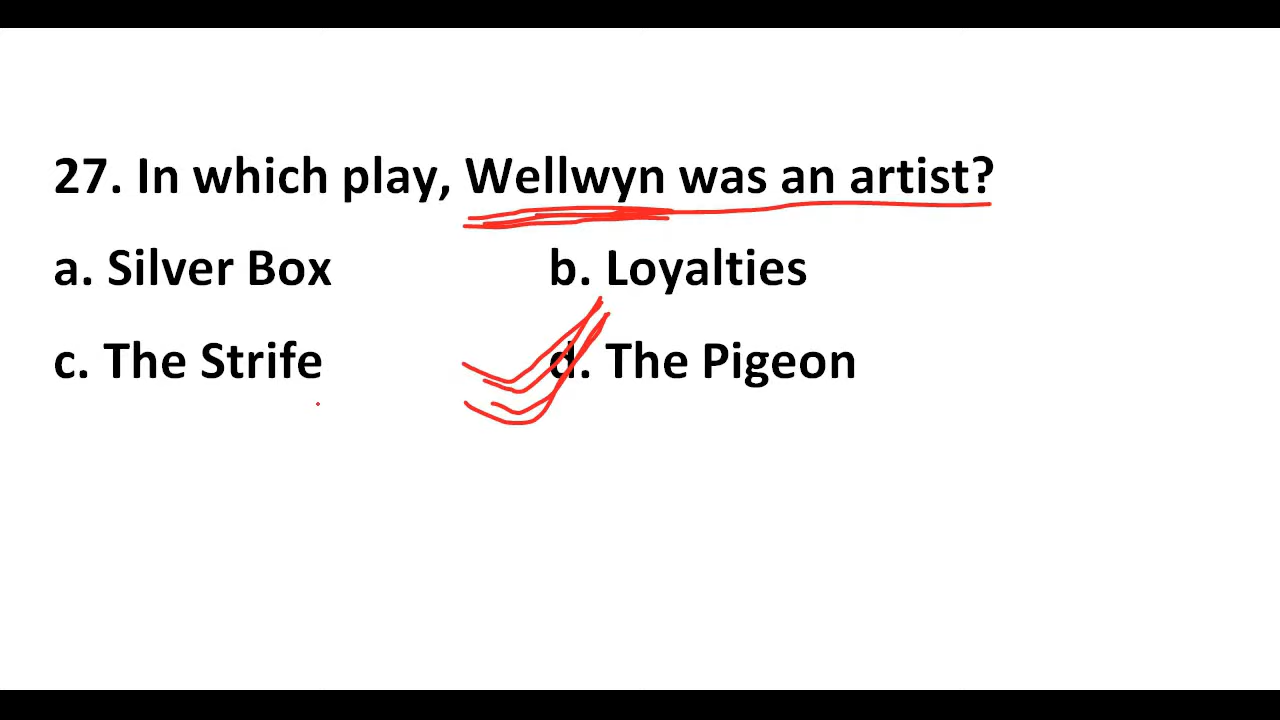 27. In which play, Wellwyn was an artist?
a. Silver Box b. Loyalties
c. The Strife d. The Pigeon